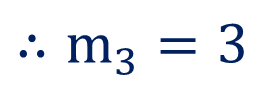 ∴ m₃ = 3